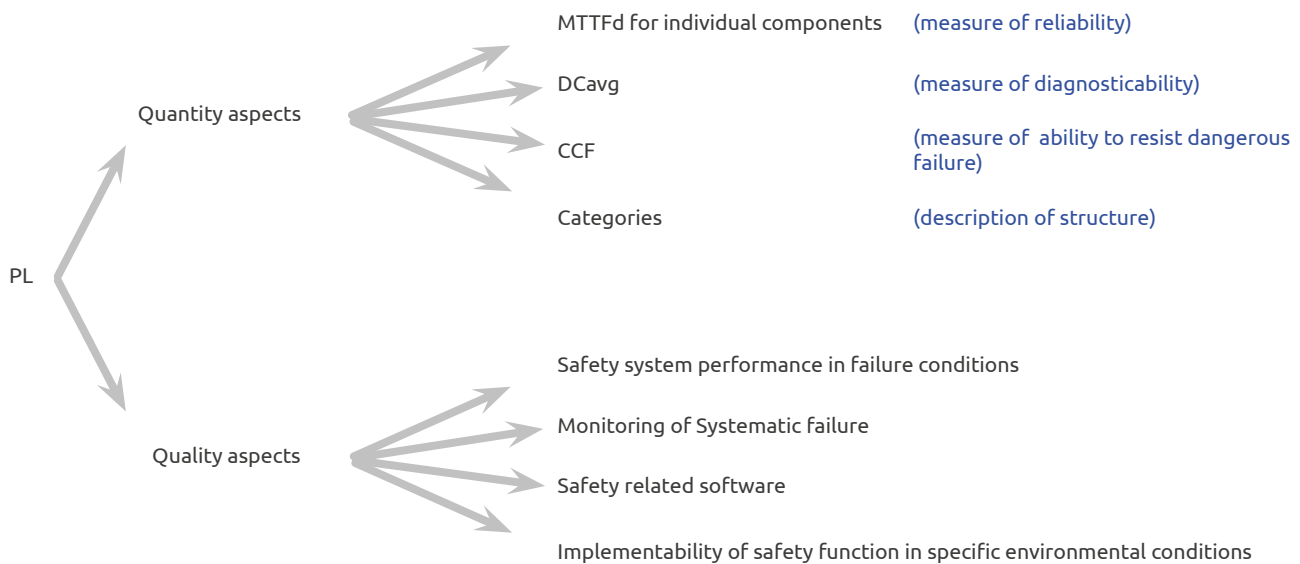 MTTFd for individual components (measure of reliability)
DCavg (measure of diagnosticability)
Quantity aspects
CCF (measure of  ability to resist dangerous
failure)
Categories (description of structure)
PL
Safety system performance in failure conditions
Monitoring of Systematic failure
Quality aspects
Safety related software
Implementability of safety function in specific environmental conditions